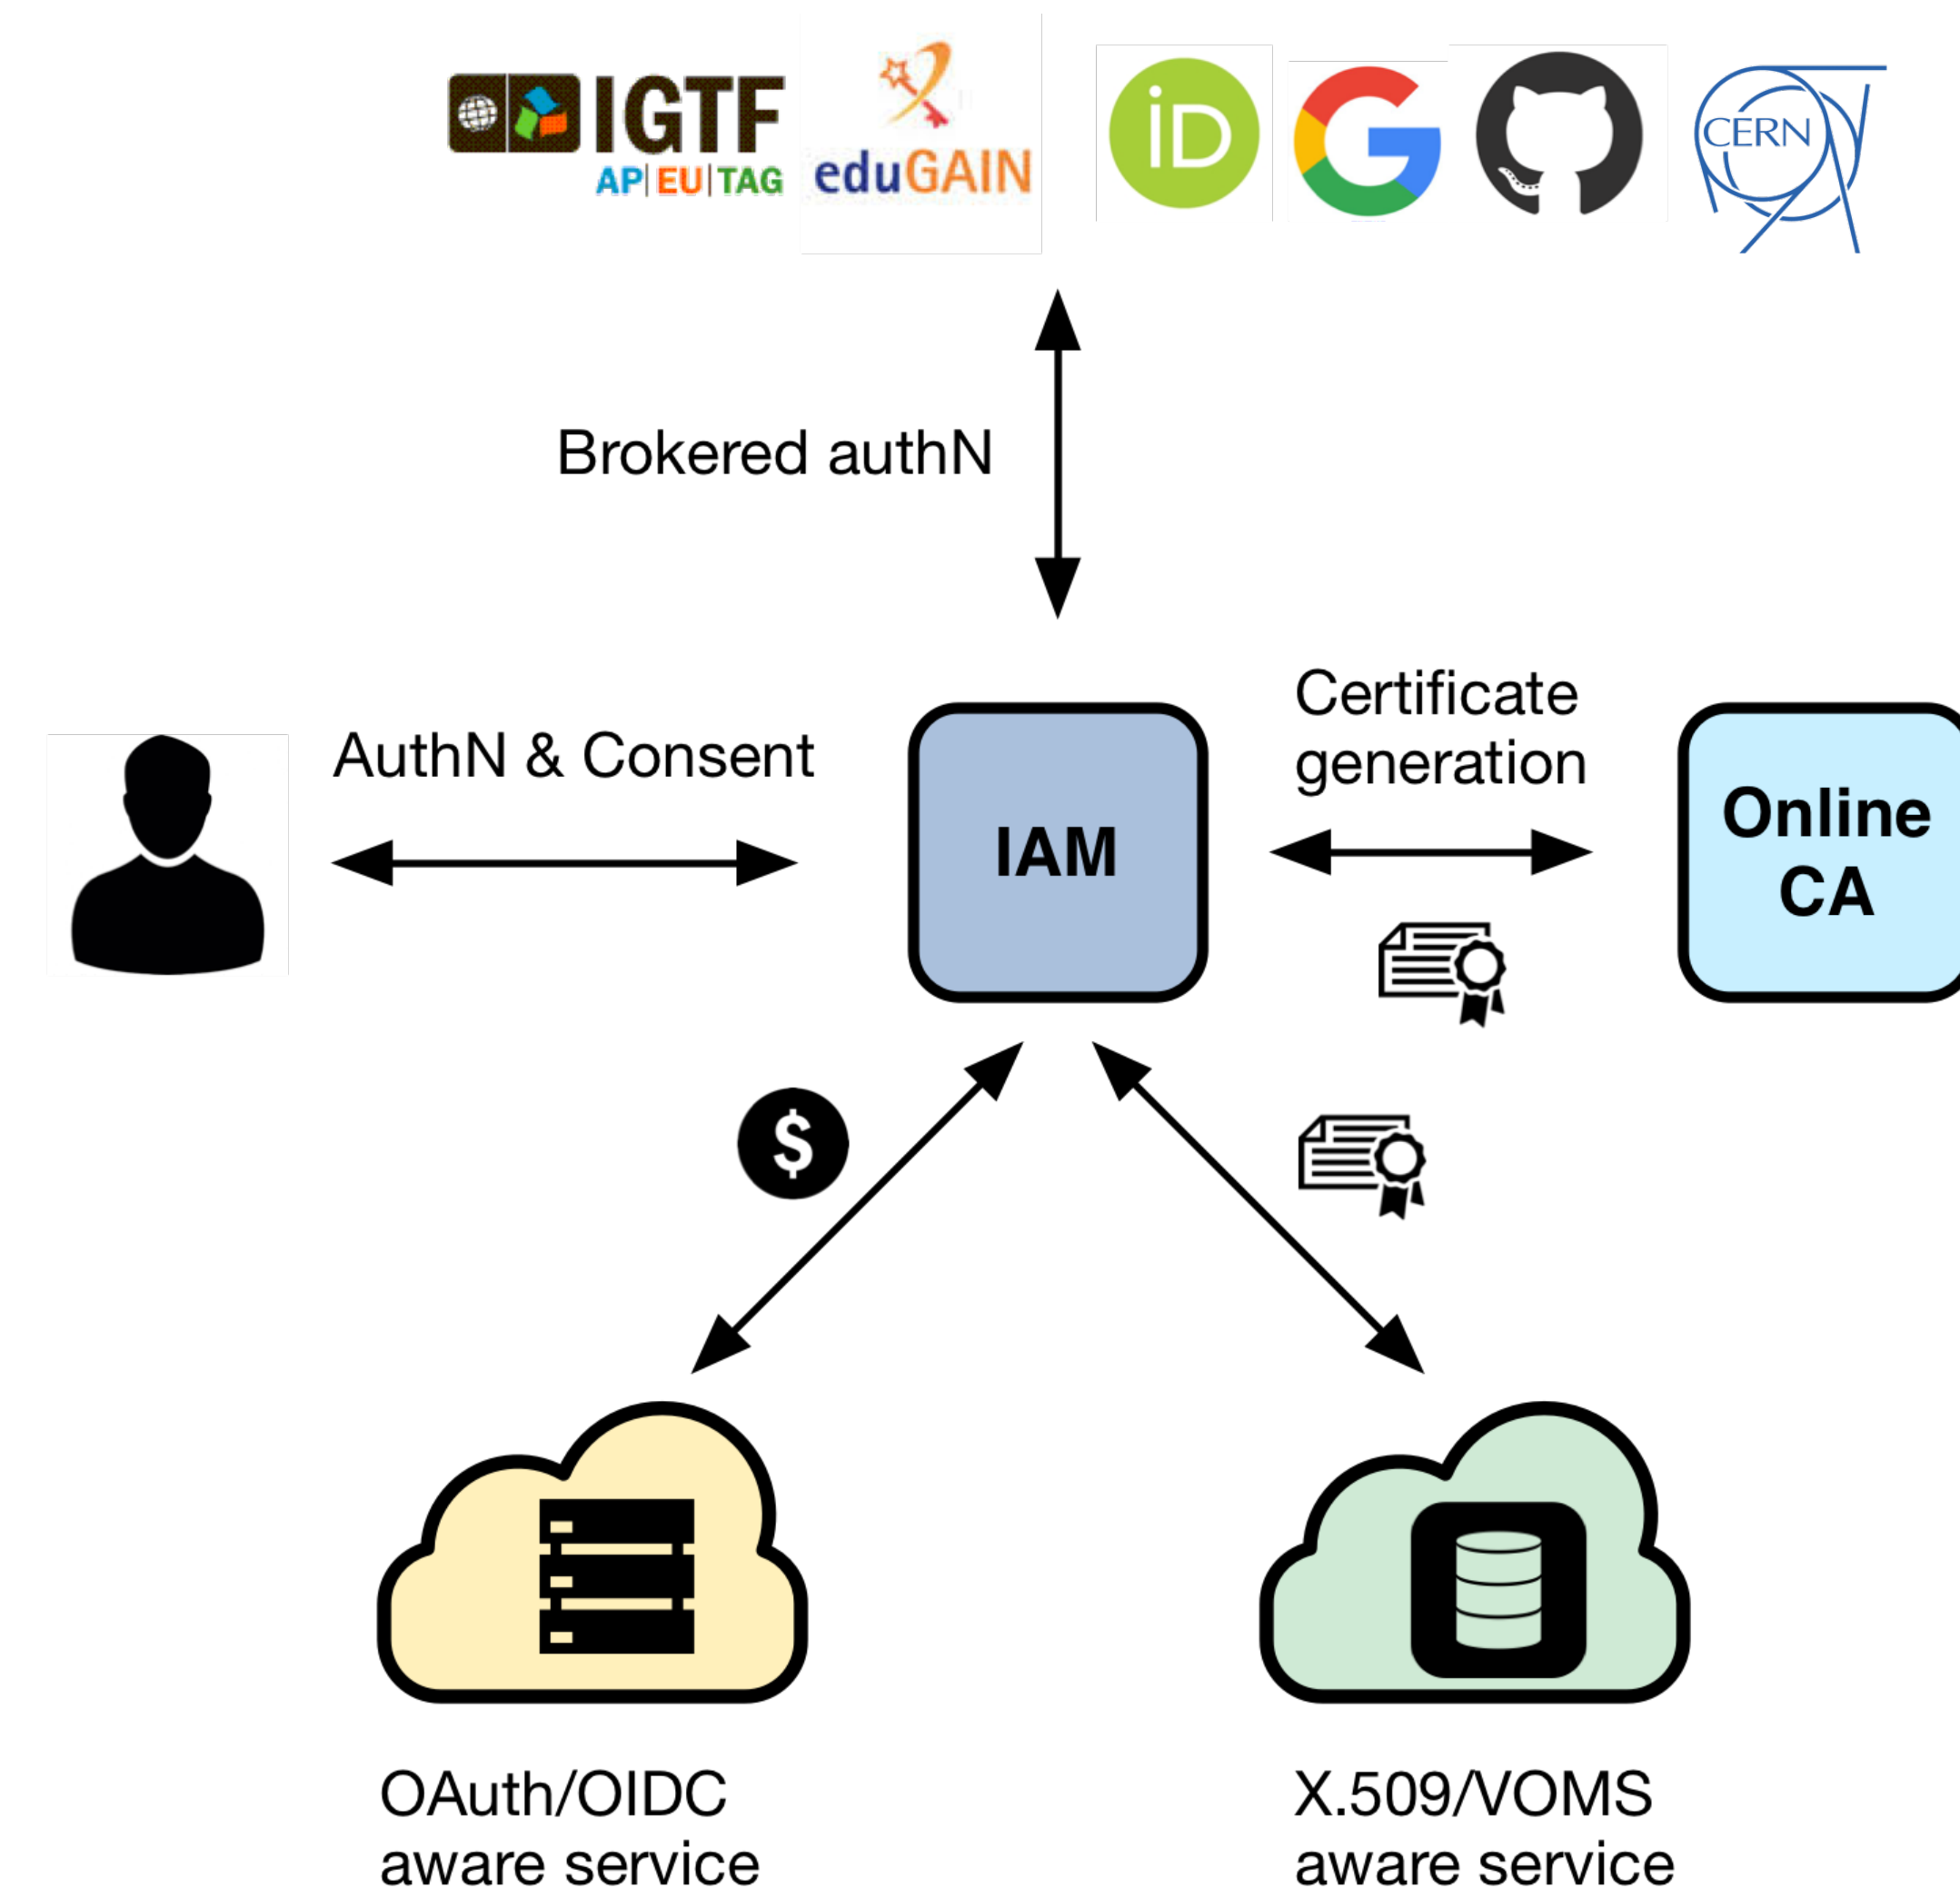 IGTF
AP|EU|TAG
eduGAIN
iD
G
CERN
Brokered authN
Certificate
generation
AuthN & Consent
IAM
Online
CA
$
OAuth/OIDC
aware service
X.509/VOMS
aware service